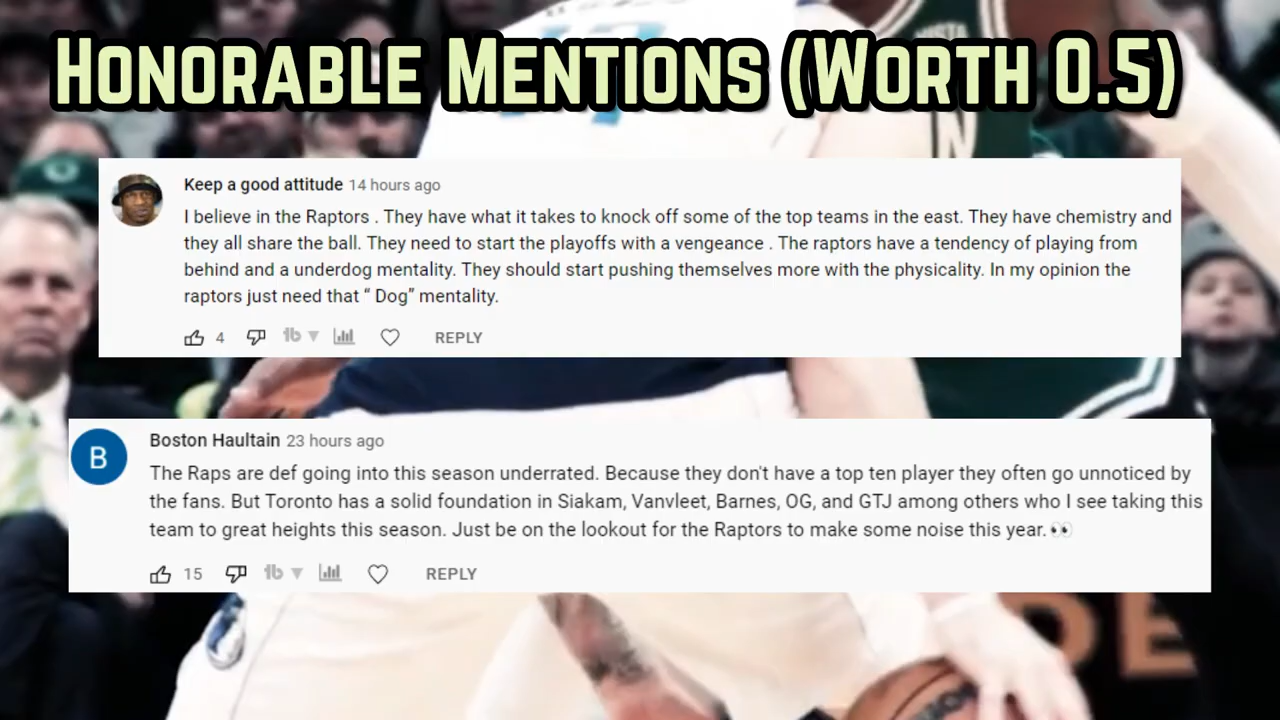 HONORABLE MENTIONS (WORTH 0.5)
Keep a good attitude 14 hours ago
I believe in the Raptors . They have what it takes to knock off some of the top teams in the east. They have chemistry and
they all share the ball. They need to start the playoffs with a vengeance . The raptors have a tendency of playing from
behind and a underdog mentality. They should start pushing themselves more with the physicality. In my opinion the
raptors just need that “ Dog” mentality.
4 REPLY
B
Boston Haultain 23 hours ago
The Raps are def going into this season underrated. Because they don't have a top ten player they often go unnoticed by
the fans. But Toronto has a solid foundation in Siakam, Vanvleet, Barnes, OG, and GTJ among others who I see taking this
team to great heights this season. Just be on the lookout for the Raptors to make some noise this year. 👀
15 REPLY